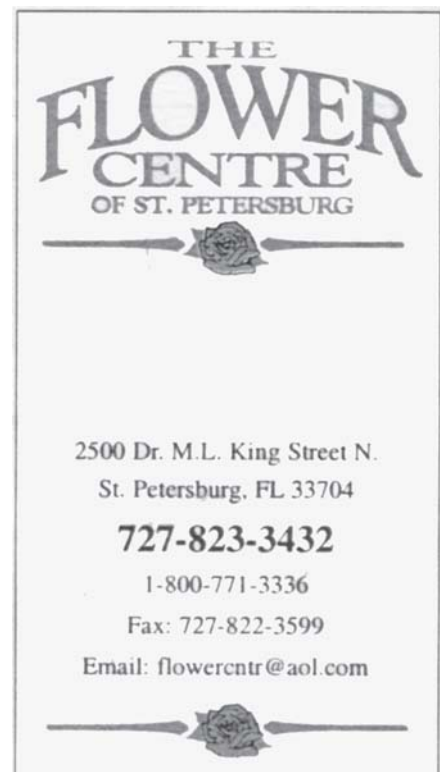 THE
FLOWER
CENTRE
OF ST. PETERSBURG
2500 Dr. M.L. King Street N.
St. Petersburg, FL 33704
727-823-3432
1-800-771-3336
Fax: 727-822-3599
Email: flowercntr@aol.com